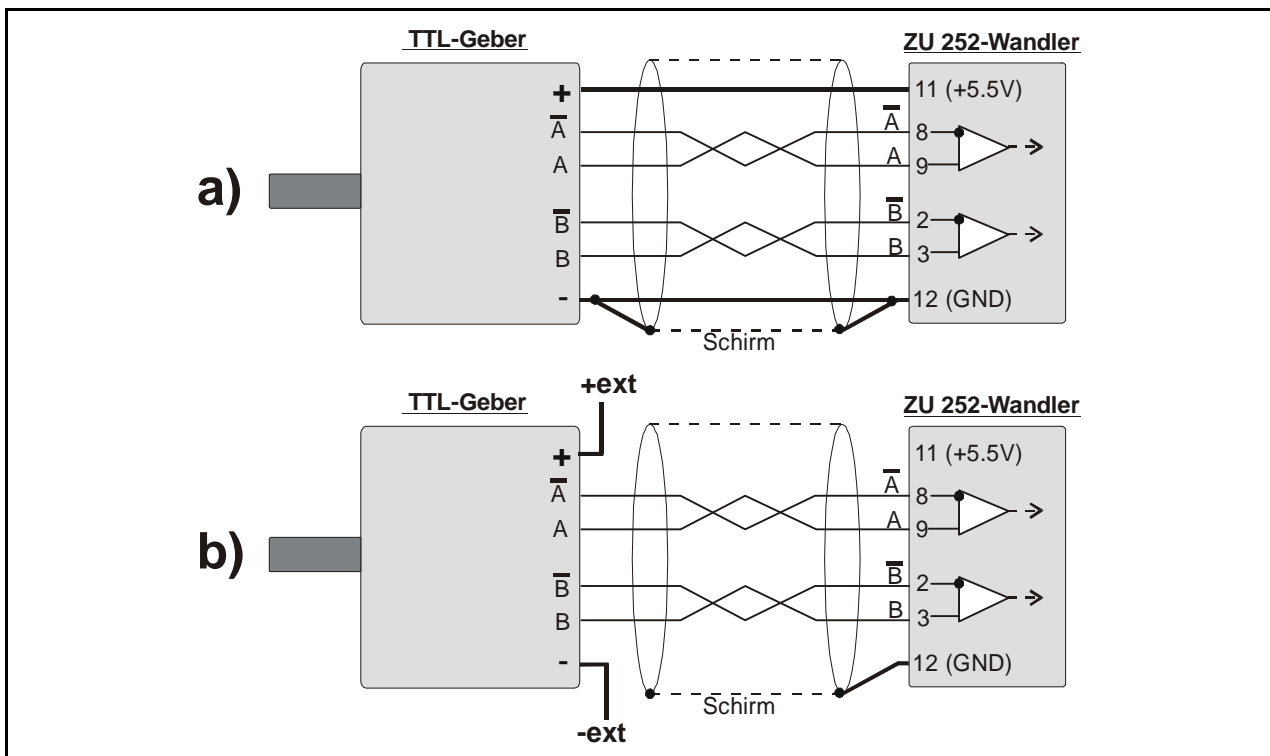 TTL-Geber
ZU 252-Wandler
a)
+
A̅
A
B̅
B
-
A̅
A
B̅
B
11 (+5.5V)
8
9
2
3
12 (GND)
Schirm
+ext
TTL-Geber
ZU 252-Wandler
b)
+
A̅
A
B̅
B
-
-ext
A̅
A
B̅
B
11 (+5.5V)
8
9
2
3
12 (GND)
Schirm